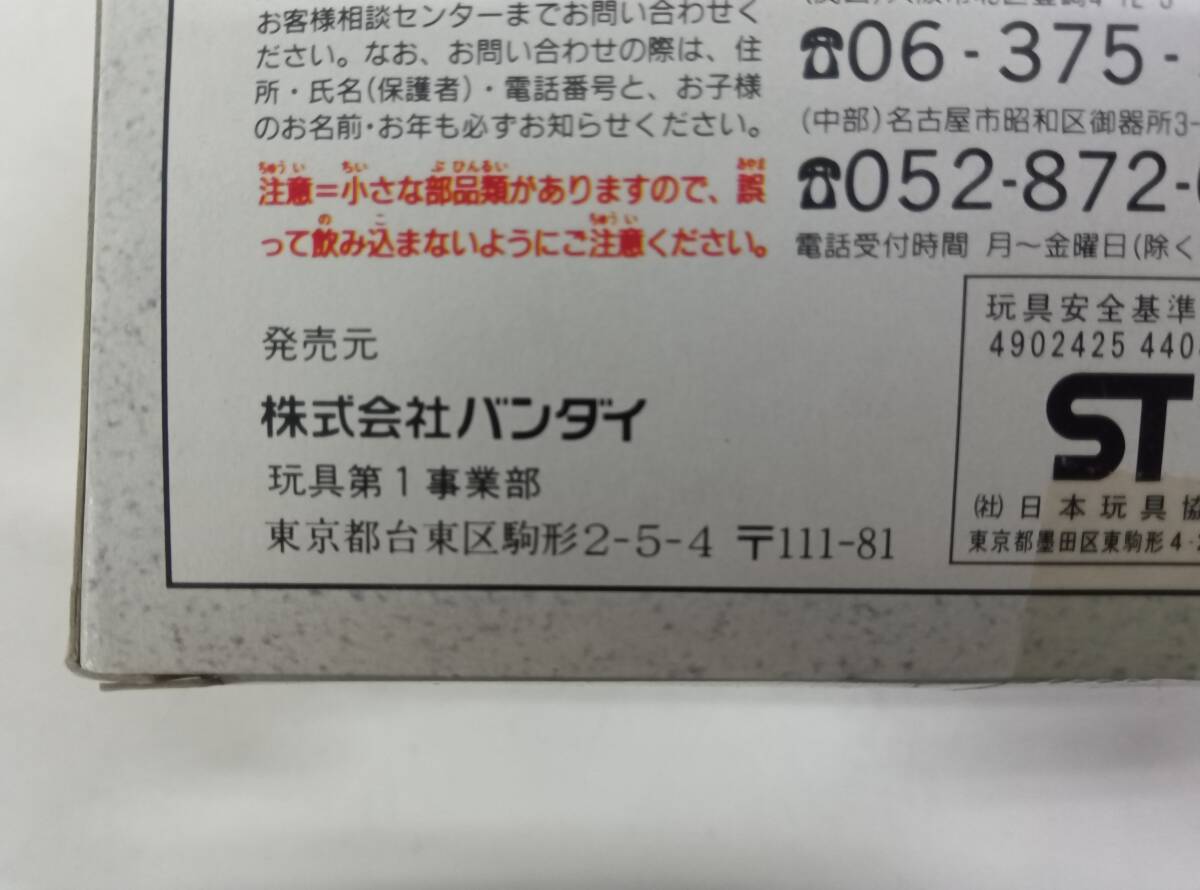 お客様相談センターまでお問い合わせく
ださい。なお、お問い合わせの際は、住
所・氏名(保護者)・電話番号と、お子様
のお名前・お年も必ずお知らせください。
注意=小さな部品類がありますので、誤
って飲み込まないようにご注意ください。
☎06-375-
(中部)名古屋市昭和区御器所3-
☎052-872-
電話受付時間 月〜金曜日(除く
発売元
株式会社バンダイ
玩具第1事業部
東京都台東区駒形2-5-4 〒111-81
玩具安全基準
4902425 440
ST
(社)日本玩具協
東京都墨田区東駒形4-